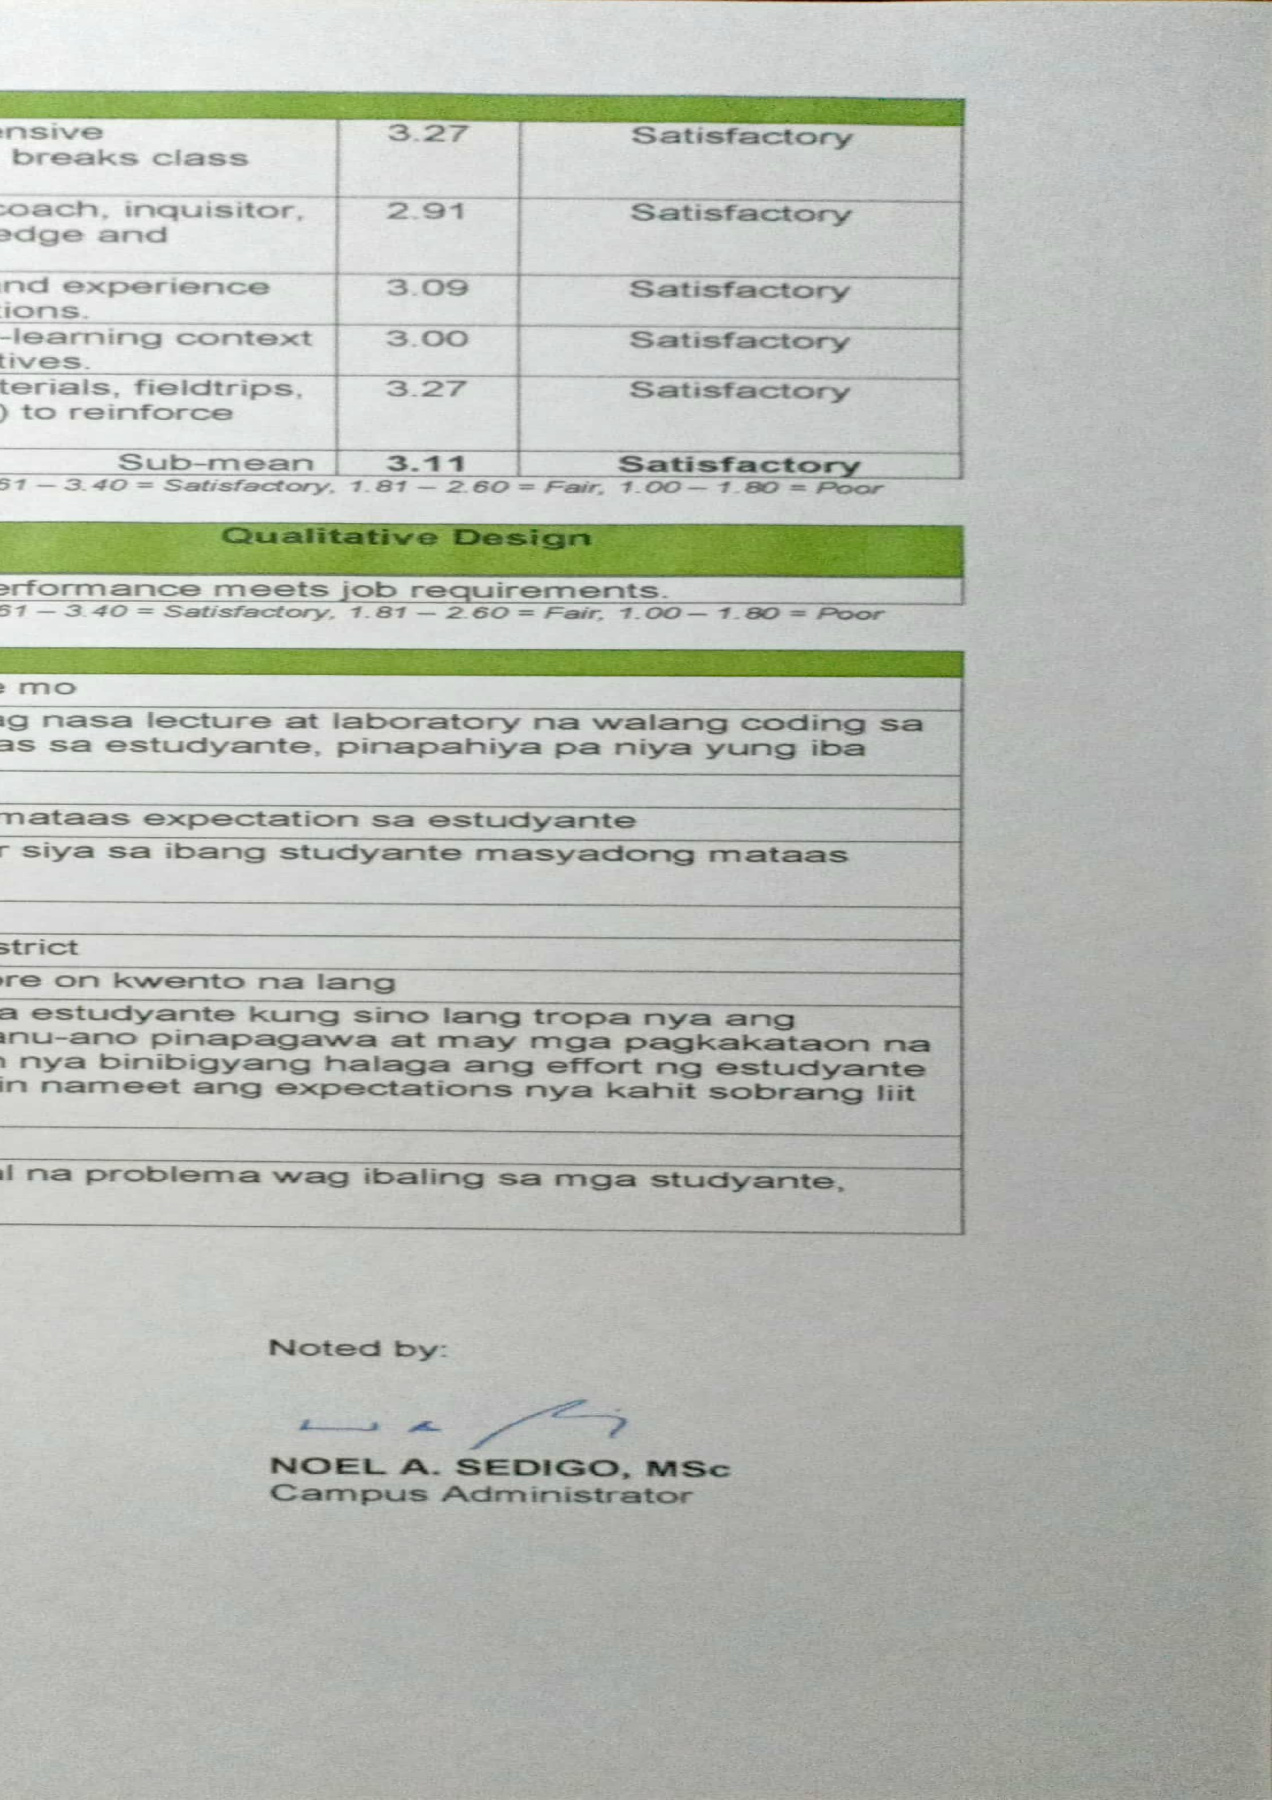 ensive 3.27 Satisfactory
breaks class
coach, inquisitor, 2.91 Satisfactory
edge and
nd experience 3.09 Satisfactory
ions.
-learning context 3.00 Satisfactory
tives.
terials, fieldtrips, 3.27 Satisfactory
) to reinforce
Sub-mean 3.11 Satisfactory
61 – 3.40 = Satisfactory, 1.81 – 2.60 = Fair, 1.00 – 1.80 = Poor
Qualitative Design
erformance meets job requirements.
61 – 3.40 = Satisfactory, 1.81 – 2.60 = Fair, 1.00 – 1.80 = Poor
e mo
ag nasa lecture at laboratory na walang coding sa
as sa estudyante, pinapahiya pa niya yung iba
mataas expectation sa estudyante
r siya sa ibang studyante masyadong mataas
strict
ore on kwento na lang
a estudyante kung sino lang tropa nya ang
anu-ano pinapagawa at may mga pagkakataon na
n nya binibigyang halaga ang effort ng estudyante
in nameet ang expectations nya kahit sobrang liit
al na problema wag ibaling sa mga studyante,
Noted by:
NOEL A. SEDIGO, MSc
Campus Administrator